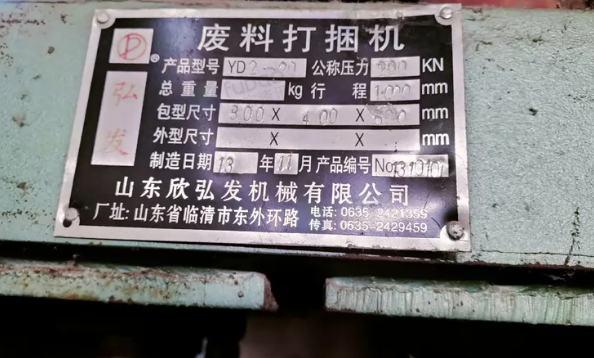 废料打捆机
弘发
®
产品型号 YD2-80 公称压力 800 KN
总重量 kg 行程 1000 mm
包型尺寸 800 X 400 X mm
外型尺寸 X X mm
制造日期 13 年 11 月 产品编号 No
山东欣弘发机械有限公司
厂址:山东省临清市东外环路
电话: 0635-2421355
传真: 0635-2429459